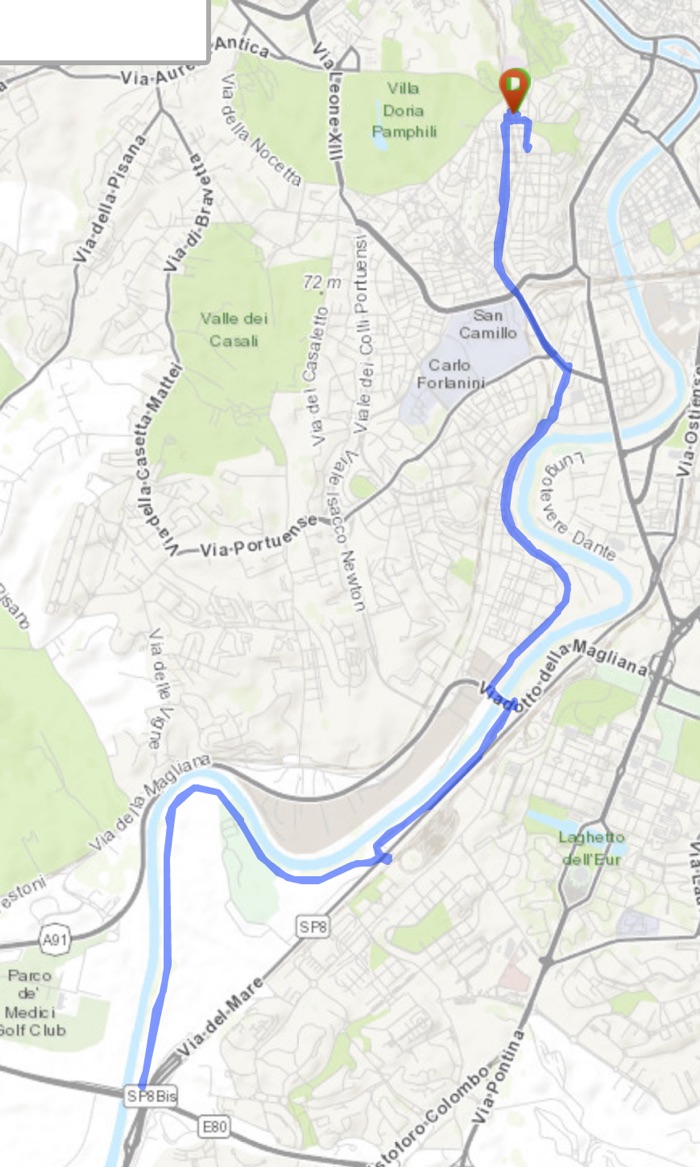 Via·Aurelia·Antica
Via·Leone·XIII
Villa
Doria
Pamphili
Via della Nocetta
Via·della·Pisana
Via·di·Bravetta
72 m
Viale dei Colli Portuensi
Valle dei
Casali
Via del Casaletto
San
Camillo
Carlo
Forlanini
Via·della·Casetta·Mattei
Via·Ostiense
Lungotevere·Dante
Viale Isacco Newton
Via·Portuense
Pisano
Via delle Vigne
Viadotto·della·Magliana
Via della Magliana
Laghetto
dell'Eur
A91
SP8
Parco
de'
Medici
Golf Club
Via·del·Mare
SP8Bis
E80
Via·Pontina
istoforo·Colombo